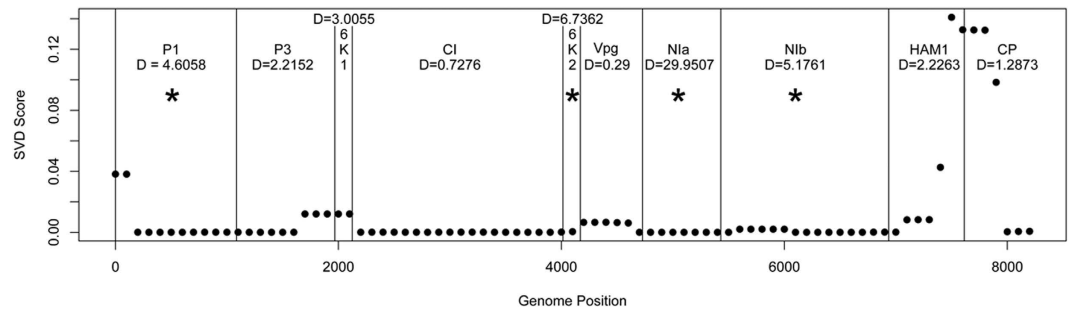 D=3.0055 D=6.7362
P1
D = 4.6058
*
P3
D=2.2152
6
K
1
CI
D=0.7276
6
K
2
*
Vpg
D=0.29
NIa
D=29.9507
*
NIb
D=5.1761
*
HAM1
D=2.2263
CP
D=1.2873
SVD Score
0.12
0.08
0.04
0.00
0 2000 4000 6000 8000
Genome Position